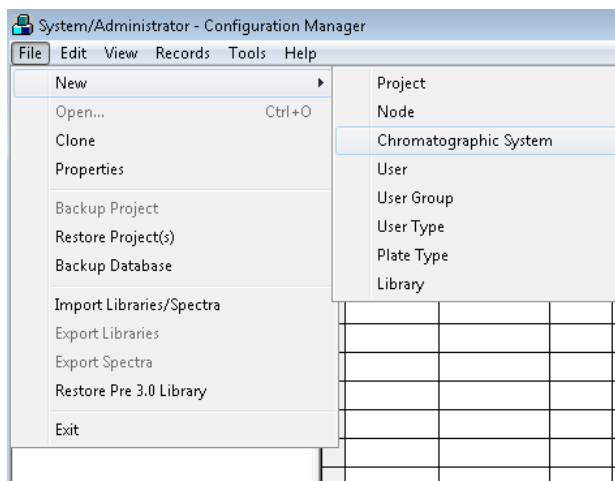 System/Administrator - Configuration Manager
File Edit View Records Tools Help
New
Open... Ctrl+O
Clone
Properties
Backup Project
Restore Project(s)
Backup Database
Import Libraries/Spectra
Export Libraries
Export Spectra
Restore Pre 3.0 Library
Exit
Project
Node
Chromatographic System
User
User Group
User Type
Plate Type
Library